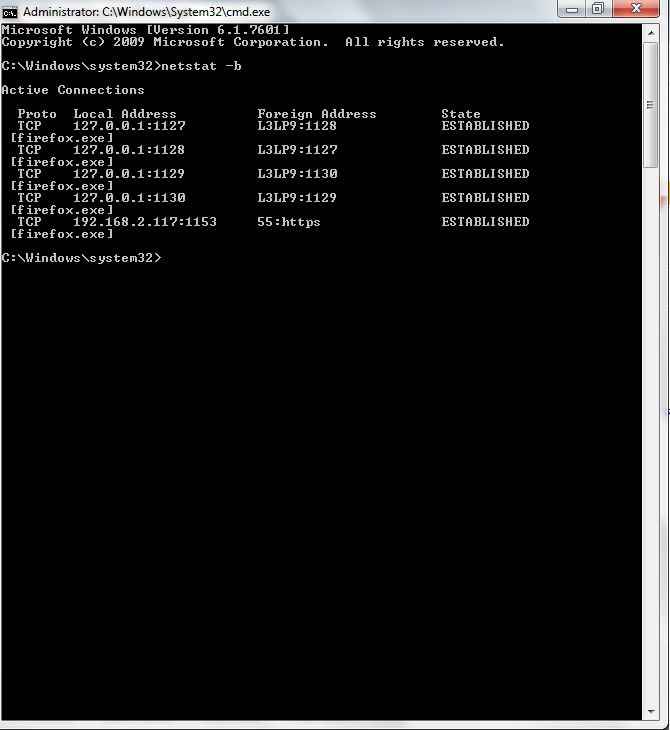 Administrator: C:\Windows\System32\cmd.exe
Microsoft Windows [Version 6.1.7601]
Copyright (c) 2009 Microsoft Corporation.  All rights reserved.
C:\Windows\system32>netstat -b
Active Connections
  Proto  Local Address          Foreign Address        State
  TCP    127.0.0.1:1127         L3LP9:1128             ESTABLISHED
 [firefox.exe]
  TCP    127.0.0.1:1128         L3LP9:1127             ESTABLISHED
 [firefox.exe]
  TCP    127.0.0.1:1129         L3LP9:1130             ESTABLISHED
 [firefox.exe]
  TCP    127.0.0.1:1130         L3LP9:1129             ESTABLISHED
 [firefox.exe]
  TCP    192.168.2.117:1153     55:https               ESTABLISHED
 [firefox.exe]
C:\Windows\system32>